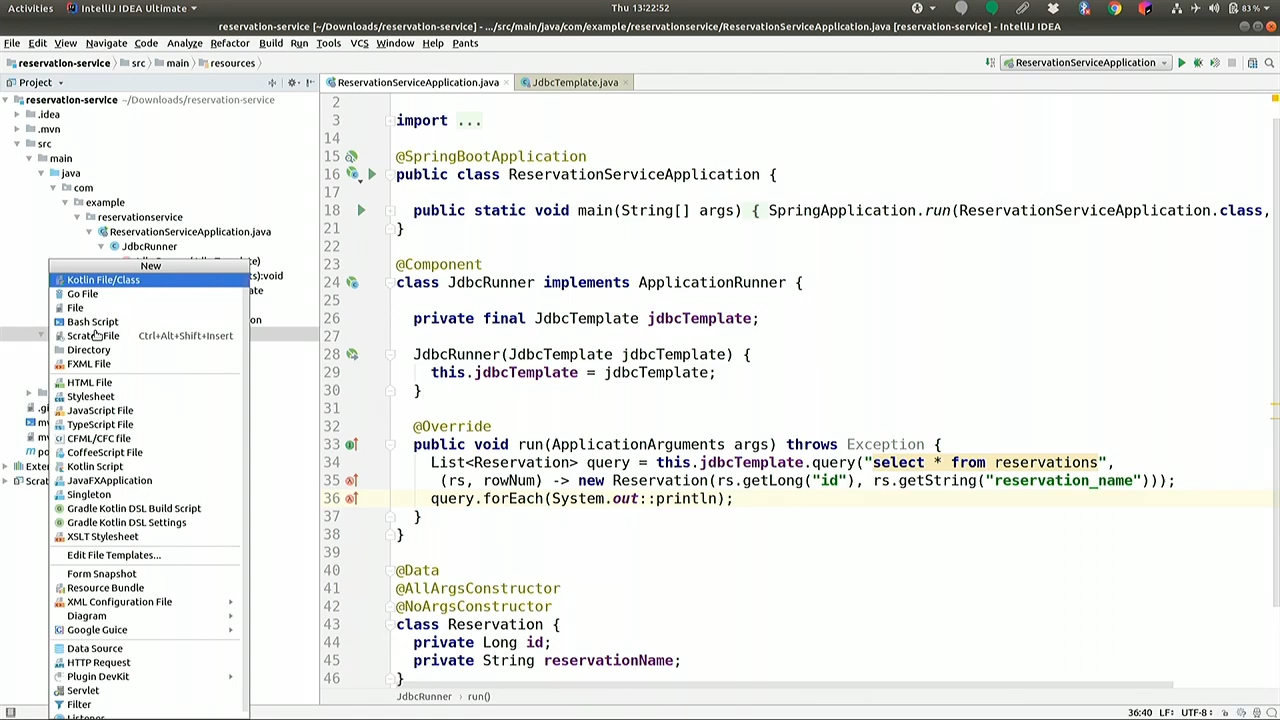 Activities
IntelliJ IDEA Ultimate
Thu 13:22:52
83 %
reservation-service [~/Downloads/reservation-service] - .../src/main/java/com/example/reservationservice/ReservationServiceApplication.java [reservation-service] - IntelliJ IDEA
File Edit View Navigate Code Analyze Refactor Build Run Tools VCS Window Help Pants
reservation-service src main resources
ReservationServiceApplication
Project
ReservationServiceApplication.java
JdbcTemplate.java
reservation-service ~/Downloads/reservation-service
.idea
.mvn
src
main
java
com
example
reservationservice
ReservationServiceApplication.java
JdbcRunner
New
Kotlin File/Class
Go File
File
Bash Script
Scratch File Ctrl+Alt+Shift+Insert
Directory
FXML File
HTML File
Stylesheet
JavaScript File
TypeScript File
CFML/CFC file
CoffeeScript File
Kotlin Script
JavaFXApplication
Singleton
Gradle Kotlin DSL Build Script
Gradle Kotlin DSL Settings
XSLT Stylesheet
Edit File Templates...
Form Snapshot
Resource Bundle
XML Configuration File
Diagram
Google Guice
Data Source
HTTP Request
Plugin DevKit
Servlet
Filter
Listener
2
3 import ...
14
15 @SpringBootApplication
16 public class ReservationServiceApplication {
17
18 public static void main(String[] args) { SpringApplication.run(ReservationServiceApplication.class,
21 }
22
23 @Component
24 class JdbcRunner implements ApplicationRunner {
25
26 private final JdbcTemplate jdbcTemplate;
27
28 JdbcRunner(JdbcTemplate jdbcTemplate) {
29 this.jdbcTemplate = jdbcTemplate;
30 }
31
32 @Override
33 public void run(ApplicationArguments args) throws Exception {
34 List<Reservation> query = this.jdbcTemplate.query("select * from reservations",
35 (rs, rowNum) -> new Reservation(rs.getLong("id"), rs.getString("reservation_name")));
36 query.forEach(System.out::println);
37 }
38 }
39
40 @Data
41 @AllArgsConstructor
42 @NoArgsConstructor
43 class Reservation {
44 private Long id;
45 private String reservationName;
46 }
JdbcRunner › run()
36:40 LF: UTF-8: